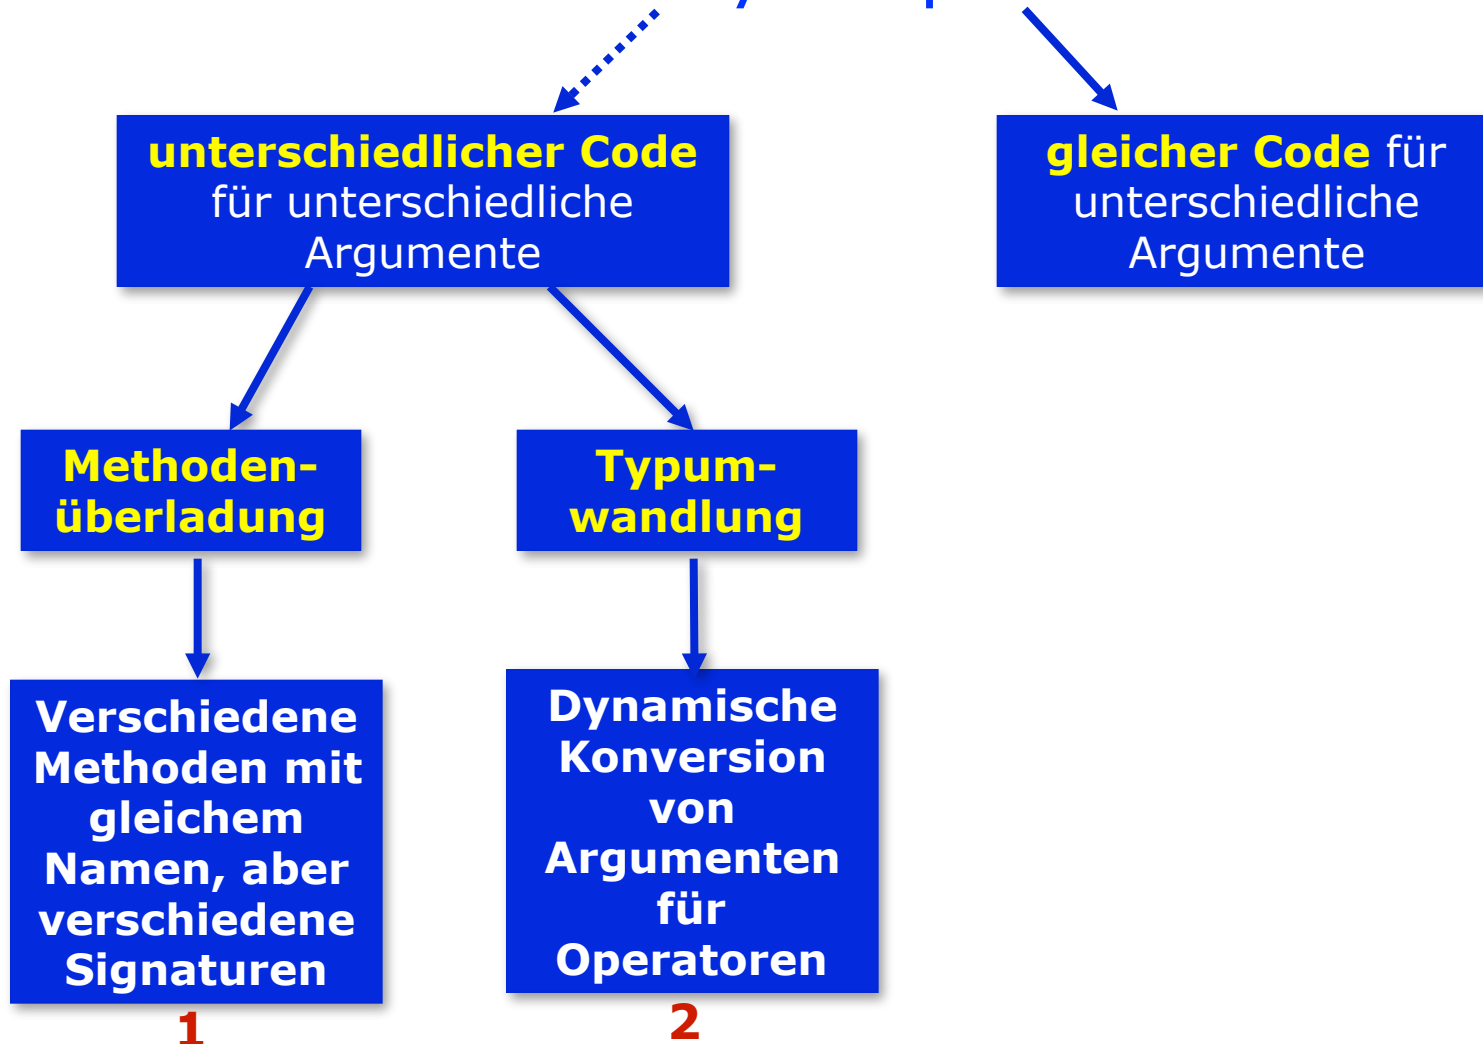 unterschiedlicher Code
für unterschiedliche
Argumente
gleicher Code für
unterschiedliche
Argumente
Methoden-
überladung
Typum-
wandlung
Verschiedene
Methoden mit
gleichem
Namen, aber
verschiedene
Signaturen
1
Dynamische
Konversion
von
Argumenten
für
Operatoren
2